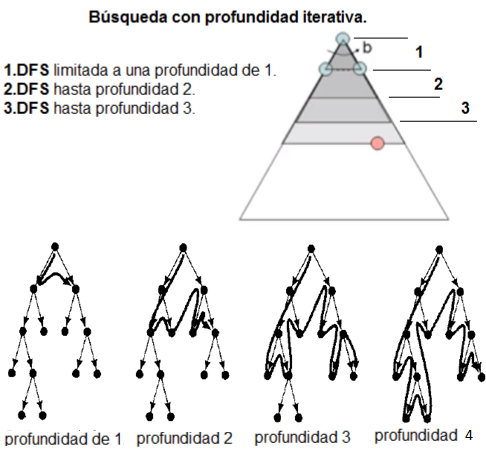 Búsqueda con profundidad iterativa.
1.DFS limitada a una profundidad de 1.
2.DFS hasta profundidad 2.
3.DFS hasta profundidad 3.
b
1
2
3
profundidad de 1
profundidad 2
profundidad 3
profundidad 4